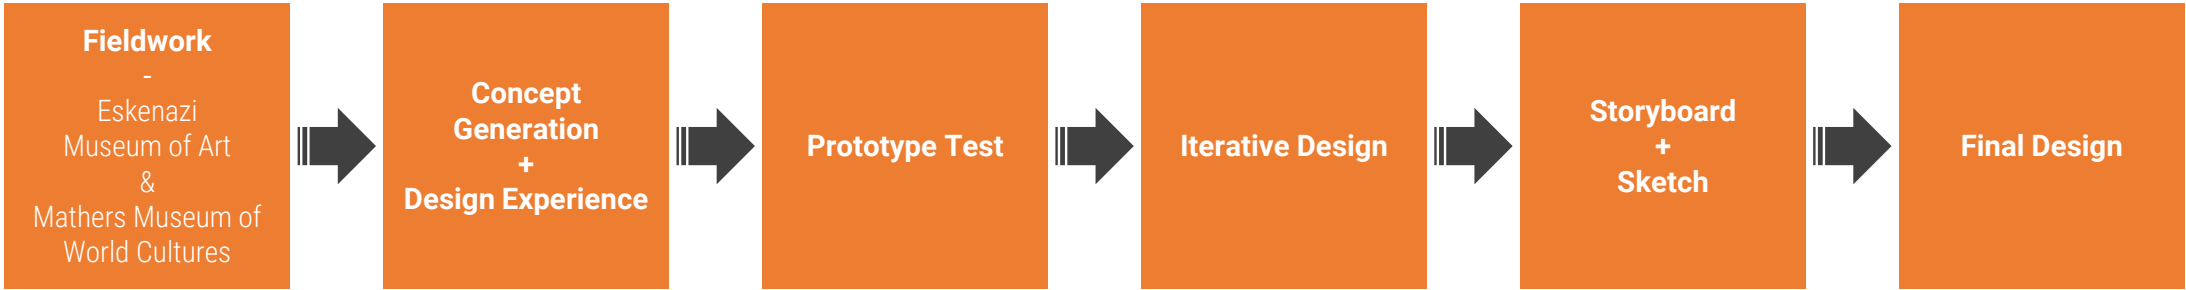 Fieldwork
-
Eskenazi
Museum of Art
&
Mathers Museum of
World Cultures
Concept
Generation
+
Design Experience
Prototype Test
Iterative Design
Storyboard
+
Sketch
Final Design